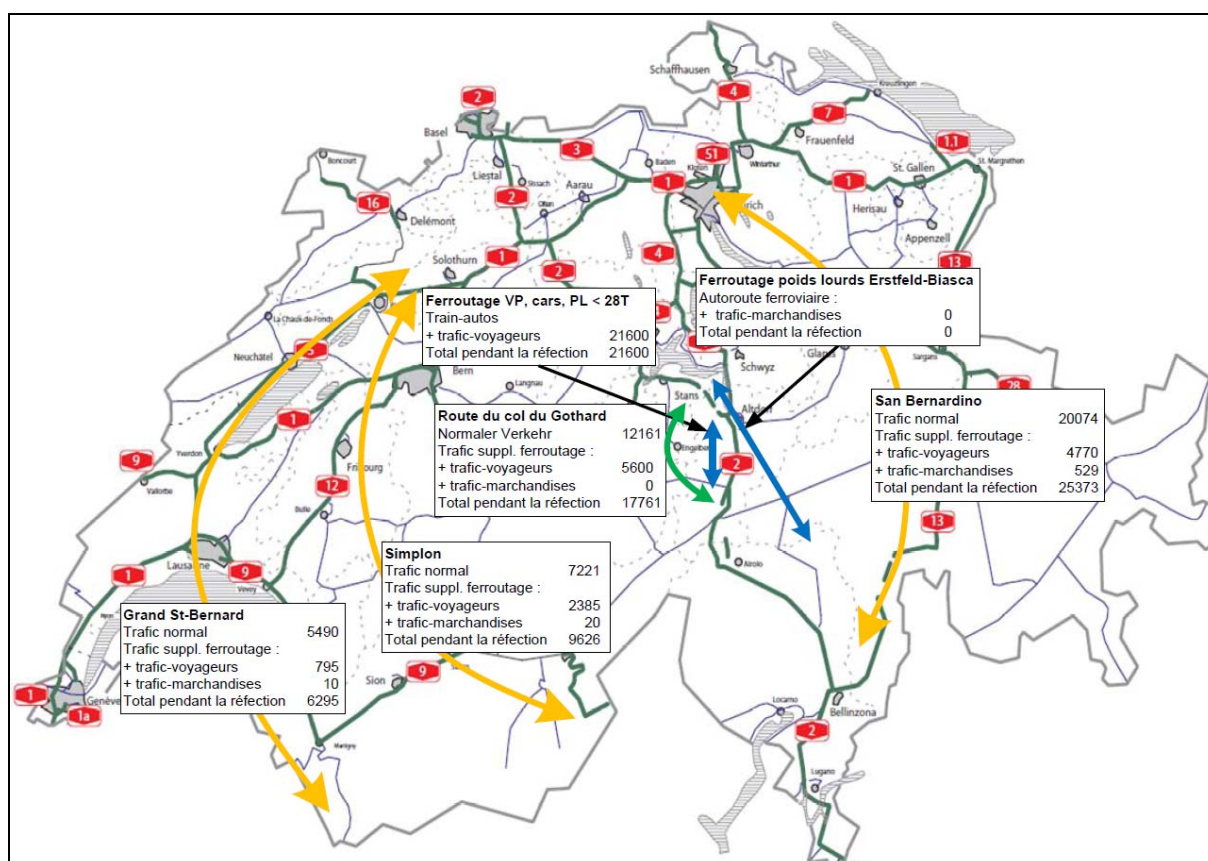 Schaffhausen
Kreuzlingen
4
2
7
Basel
Frauenfeld
1.1
3
51
Boncourt
Baden
Kloten
Winterthur
St. Margrethen
Liestal
Sissach
Aarau
1
St. Gallen
1
16
2
Olten
Herisau
Delémont
Appenzell
4
Solothurn
1
2
13
Ferroutage VP, cars, PL < 28T
Train-autos
+ trafic-voyageurs 21600
Total pendant la réfection 21600
Ferroutage poids lourds Erstfeld-Biasca
Autoroute ferroviaire :
+ trafic-marchandises 0
Total pendant la réfection 0
La Chaux-de-Fonds
Neuchâtel
Bern
Langnau
Schwyz
Glarus
Sargans
28
Stans
Altdorf
Engelberg
2
Route du col du Gothard
Normaler Verkehr 12161
Trafic suppl. ferroutage :
+ trafic-voyageurs 5600
+ trafic-marchandises 0
Total pendant la réfection 17761
San Bernardino
Trafic normal 20074
Trafic suppl. ferroutage :
+ trafic-voyageurs 4770
+ trafic-marchandises 529
Total pendant la réfection 25373
1
Yverdon
9
Vallorbe
Fribourg
12
Bulle
13
Lausanne
1
9
Vevey
Airolo
Simplon
Trafic normal 7221
Trafic suppl. ferroutage :
+ trafic-voyageurs 2385
+ trafic-marchandises 20
Total pendant la réfection 9626
Grand St-Bernard
Trafic normal 5490
Trafic suppl. ferroutage :
+ trafic-voyageurs 795
+ trafic-marchandises 10
Total pendant la réfection 6295
Sion
9
1
1a
Genève
Martigny
Locarno
Bellinzona
2
Lugano